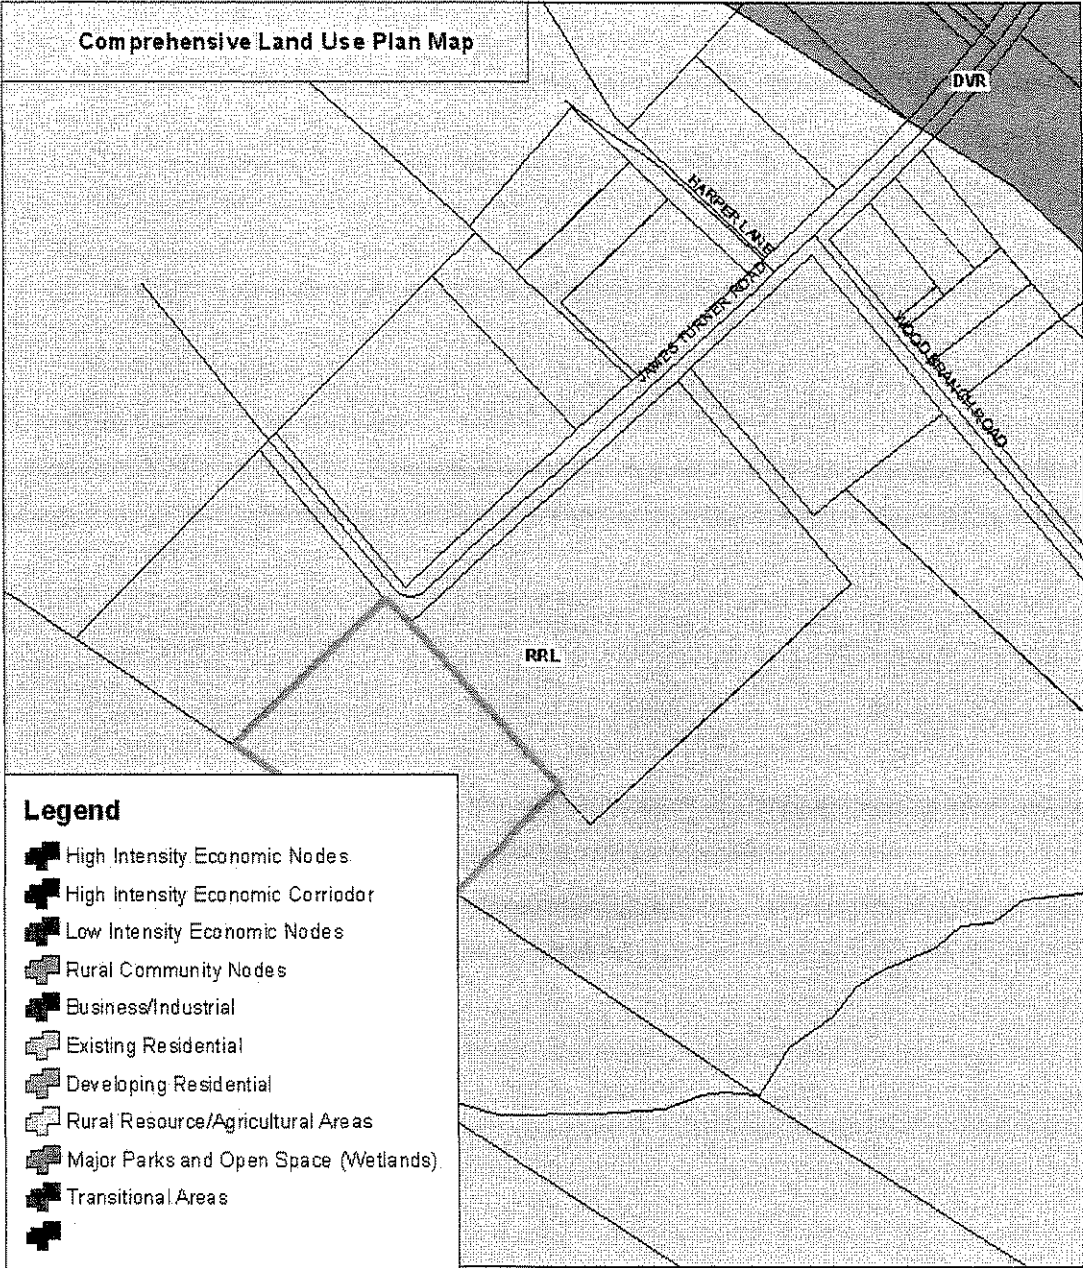 Comprehensive Land Use Plan Map
DVR
HARPER LANE
JAMES TURNER ROAD
WOOD BRANCH ROAD
RRL
Legend
High Intensity Economic Nodes
High Intensity Economic Corriodor
Low Intensity Economic Nodes
Rural Community Nodes
Business/Industrial
Existing Residential
Developing Residential
Rural Resource/Agricultural Areas
Major Parks and Open Space (Wetlands)
Transitional Areas